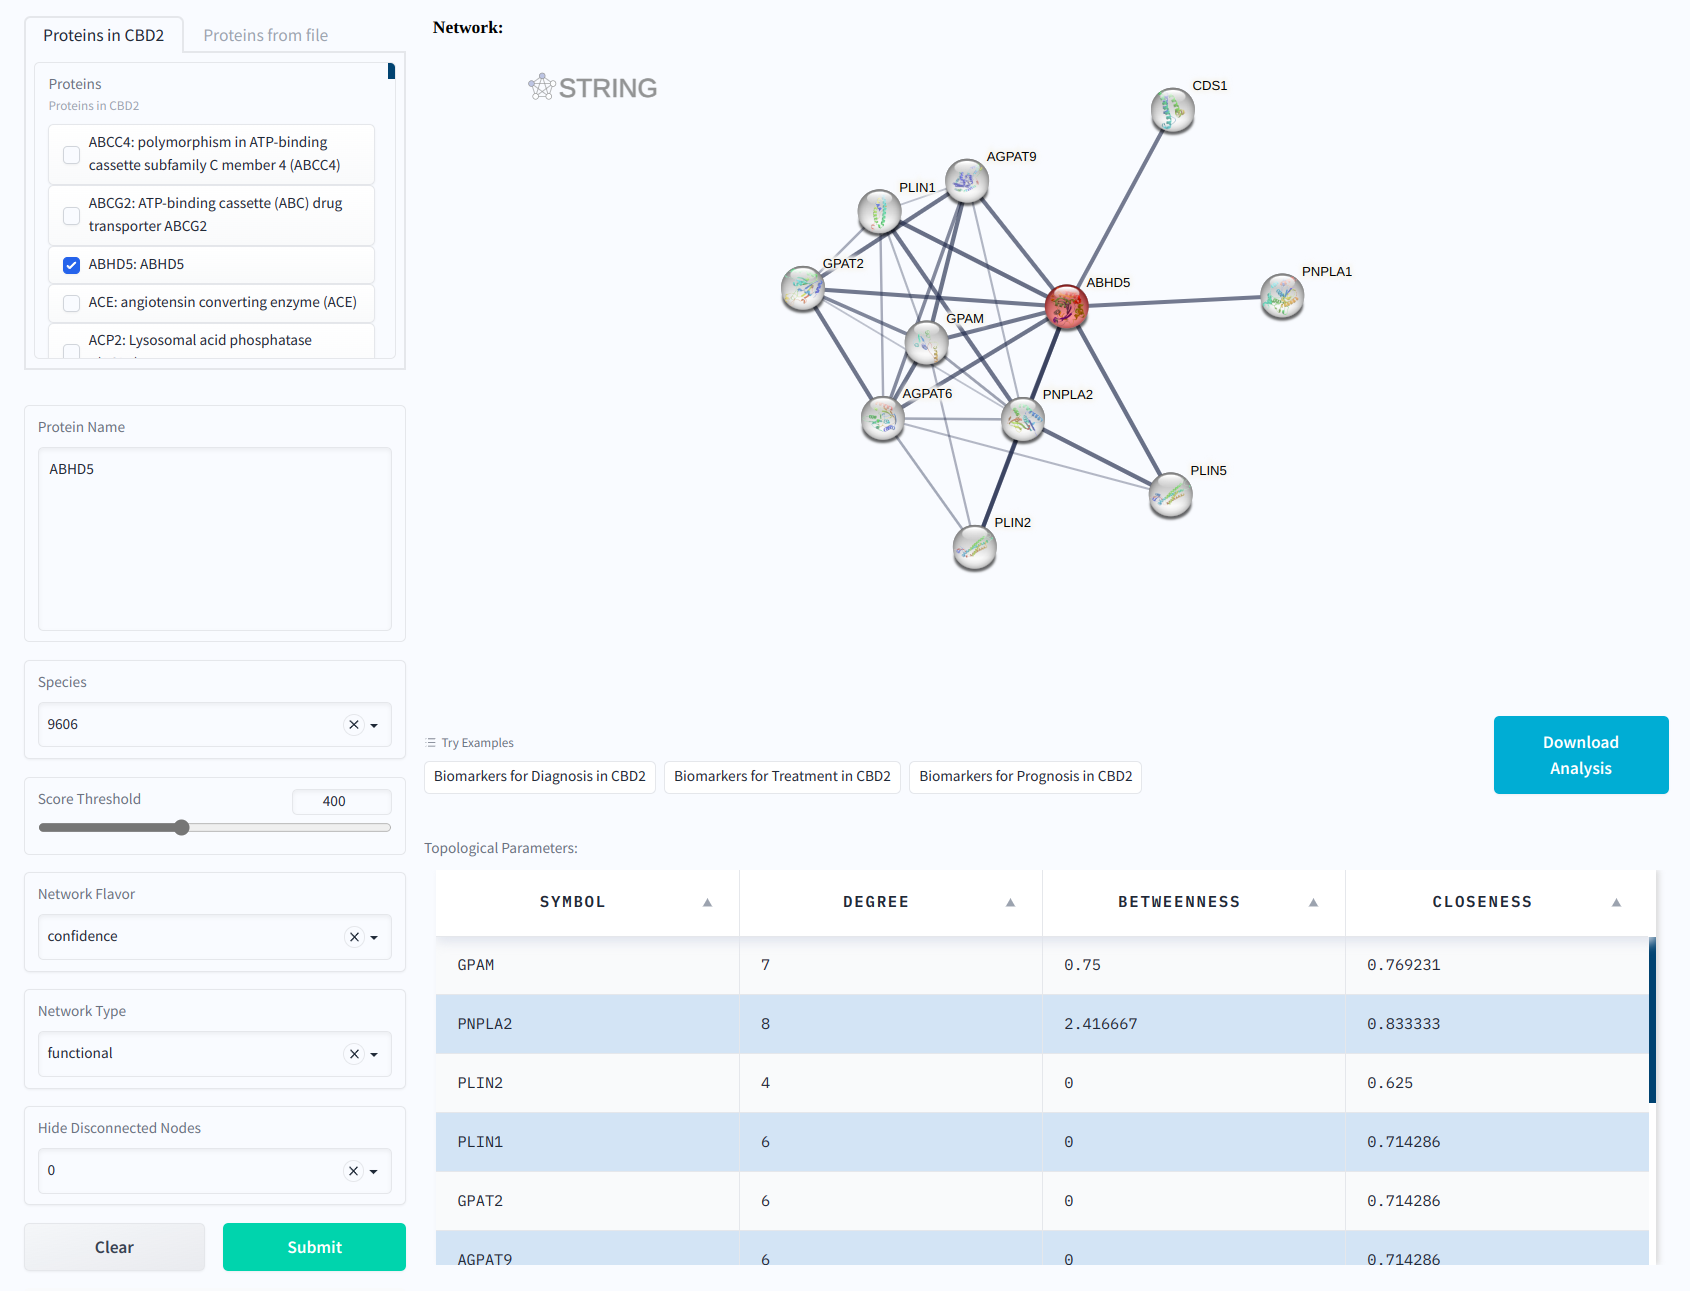 Proteins in CBD2
Proteins from file
Proteins
Proteins in CBD2
ABCC4: polymorphism in ATP-binding
cassette subfamily C member 4 (ABCC4)
ABCG2: ATP-binding cassette (ABC) drug
transporter ABCG2
ABHD5: ABHD5
ACE: angiotensin converting enzyme (ACE)
ACP2: Lysosomal acid phosphatase
Protein Name
ABHD5
Species
9606
Score Threshold
400
Network Flavor
confidence
Network Type
functional
Hide Disconnected Nodes
0
Clear
Submit
Network:
STRING
CDS1
AGPAT9
PLIN1
GPAT2
PNPLA1
ABHD5
GPAM
AGPAT6
PNPLA2
PLIN5
PLIN2
Try Examples
Biomarkers for Diagnosis in CBD2
Biomarkers for Treatment in CBD2
Biomarkers for Prognosis in CBD2
Download
Analysis
Topological Parameters:
SYMBOL DEGREE BETWEENNESS CLOSENESS
GPAM 7 0.75 0.769231
PNPLA2 8 2.416667 0.833333
PLIN2 4 0 0.625
PLIN1 6 0 0.714286
GPAT2 6 0 0.714286
AGPAT9 6 0 0.714286